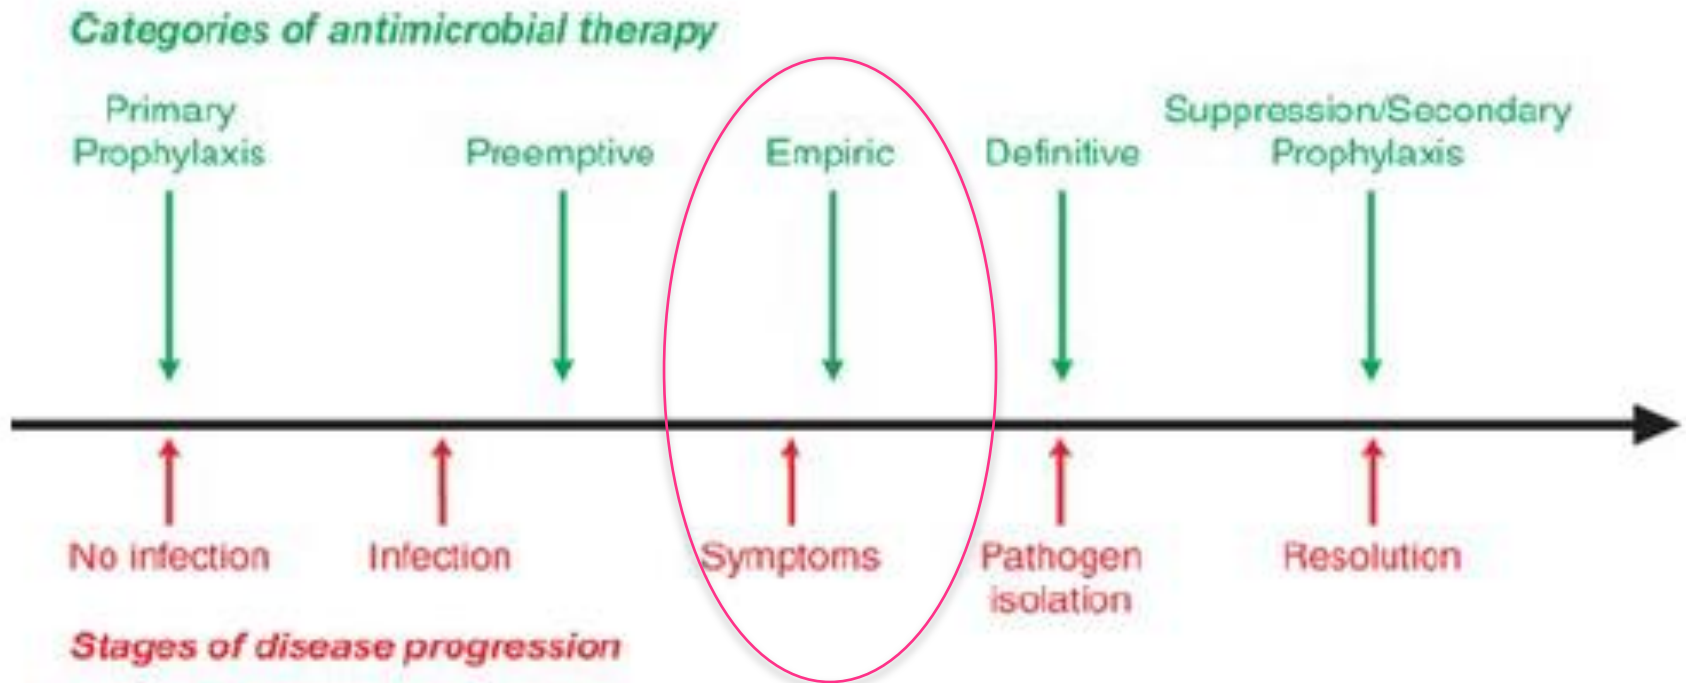 Categories of antimicrobial therapy
Primary
Prophylaxis
Preemptive
Empiric
Definitive
Suppression/Secondary
Prophylaxis
No infection
Infection
Symptoms
Pathogen
isolation
Resolution
Stages of disease progression